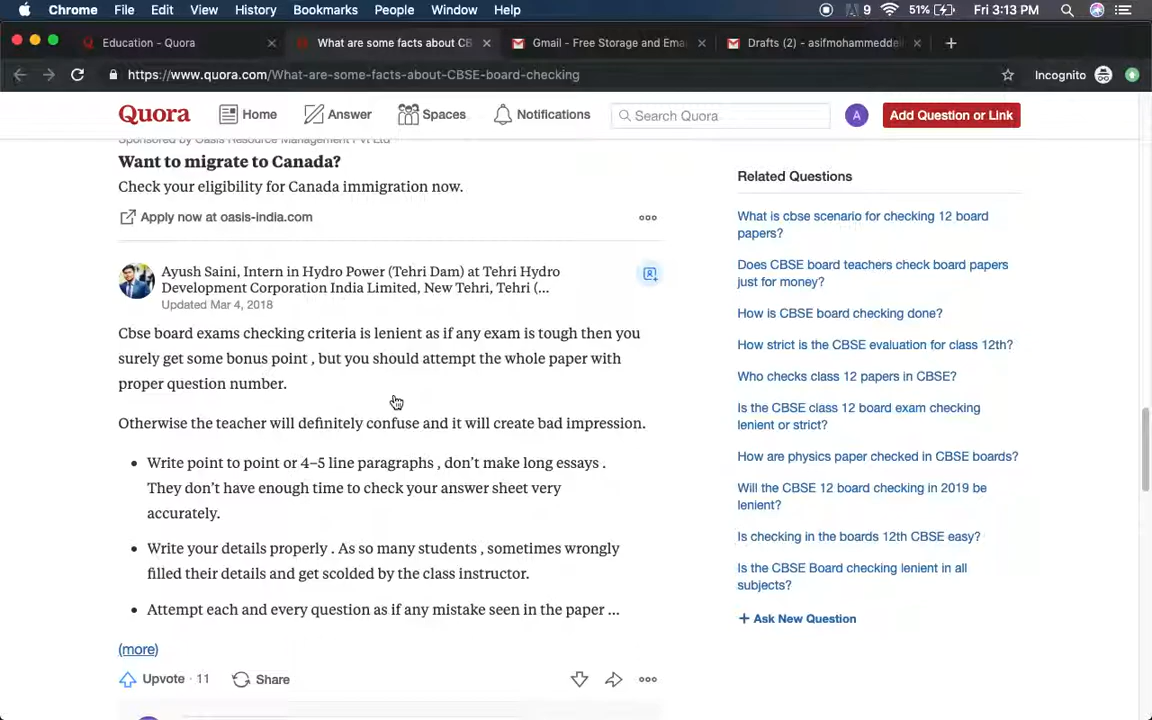 Chrome File Edit View History Bookmarks People Window Help 9 51% Fri 3:13 PM
Education - Quora
What are some facts about CB
Gmail - Free Storage and Ema
Drafts (2) - asifmohammedde
https://www.quora.com/What-are-some-facts-about-CBSE-board-checking
Incognito
Quora Home Answer Spaces Notifications Search Quora A Add Question or Link
Sponsored by Oasis Resource Management Pvt Ltd
Want to migrate to Canada?
Check your eligibility for Canada immigration now.
Apply now at oasis-india.com
Ayush Saini, Intern in Hydro Power (Tehri Dam) at Tehri Hydro
Development Corporation India Limited, New Tehri, Tehri (...
Updated Mar 4, 2018
Cbse board exams checking criteria is lenient as if any exam is tough then you
surely get some bonus point , but you should attempt the whole paper with
proper question number.
Otherwise the teacher will definitely confuse and it will create bad impression.
• Write point to point or 4–5 line paragraphs , don’t make long essays .
They don’t have enough time to check your answer sheet very
accurately.
• Write your details properly . As so many students , sometimes wrongly
filled their details and get scolded by the class instructor.
• Attempt each and every question as if any mistake seen in the paper ...
(more)
Upvote · 11 Share
Related Questions
What is cbse scenario for checking 12 board
papers?
Does CBSE board teachers check board papers
just for money?
How is CBSE board checking done?
How strict is the CBSE evaluation for class 12th?
Who checks class 12 papers in CBSE?
Is the CBSE class 12 board exam checking
lenient or strict?
How are physics paper checked in CBSE boards?
Will the CBSE 12 board checking in 2019 be
lenient?
Is checking in the boards 12th CBSE easy?
Is the CBSE Board checking lenient in all
subjects?
+ Ask New Question